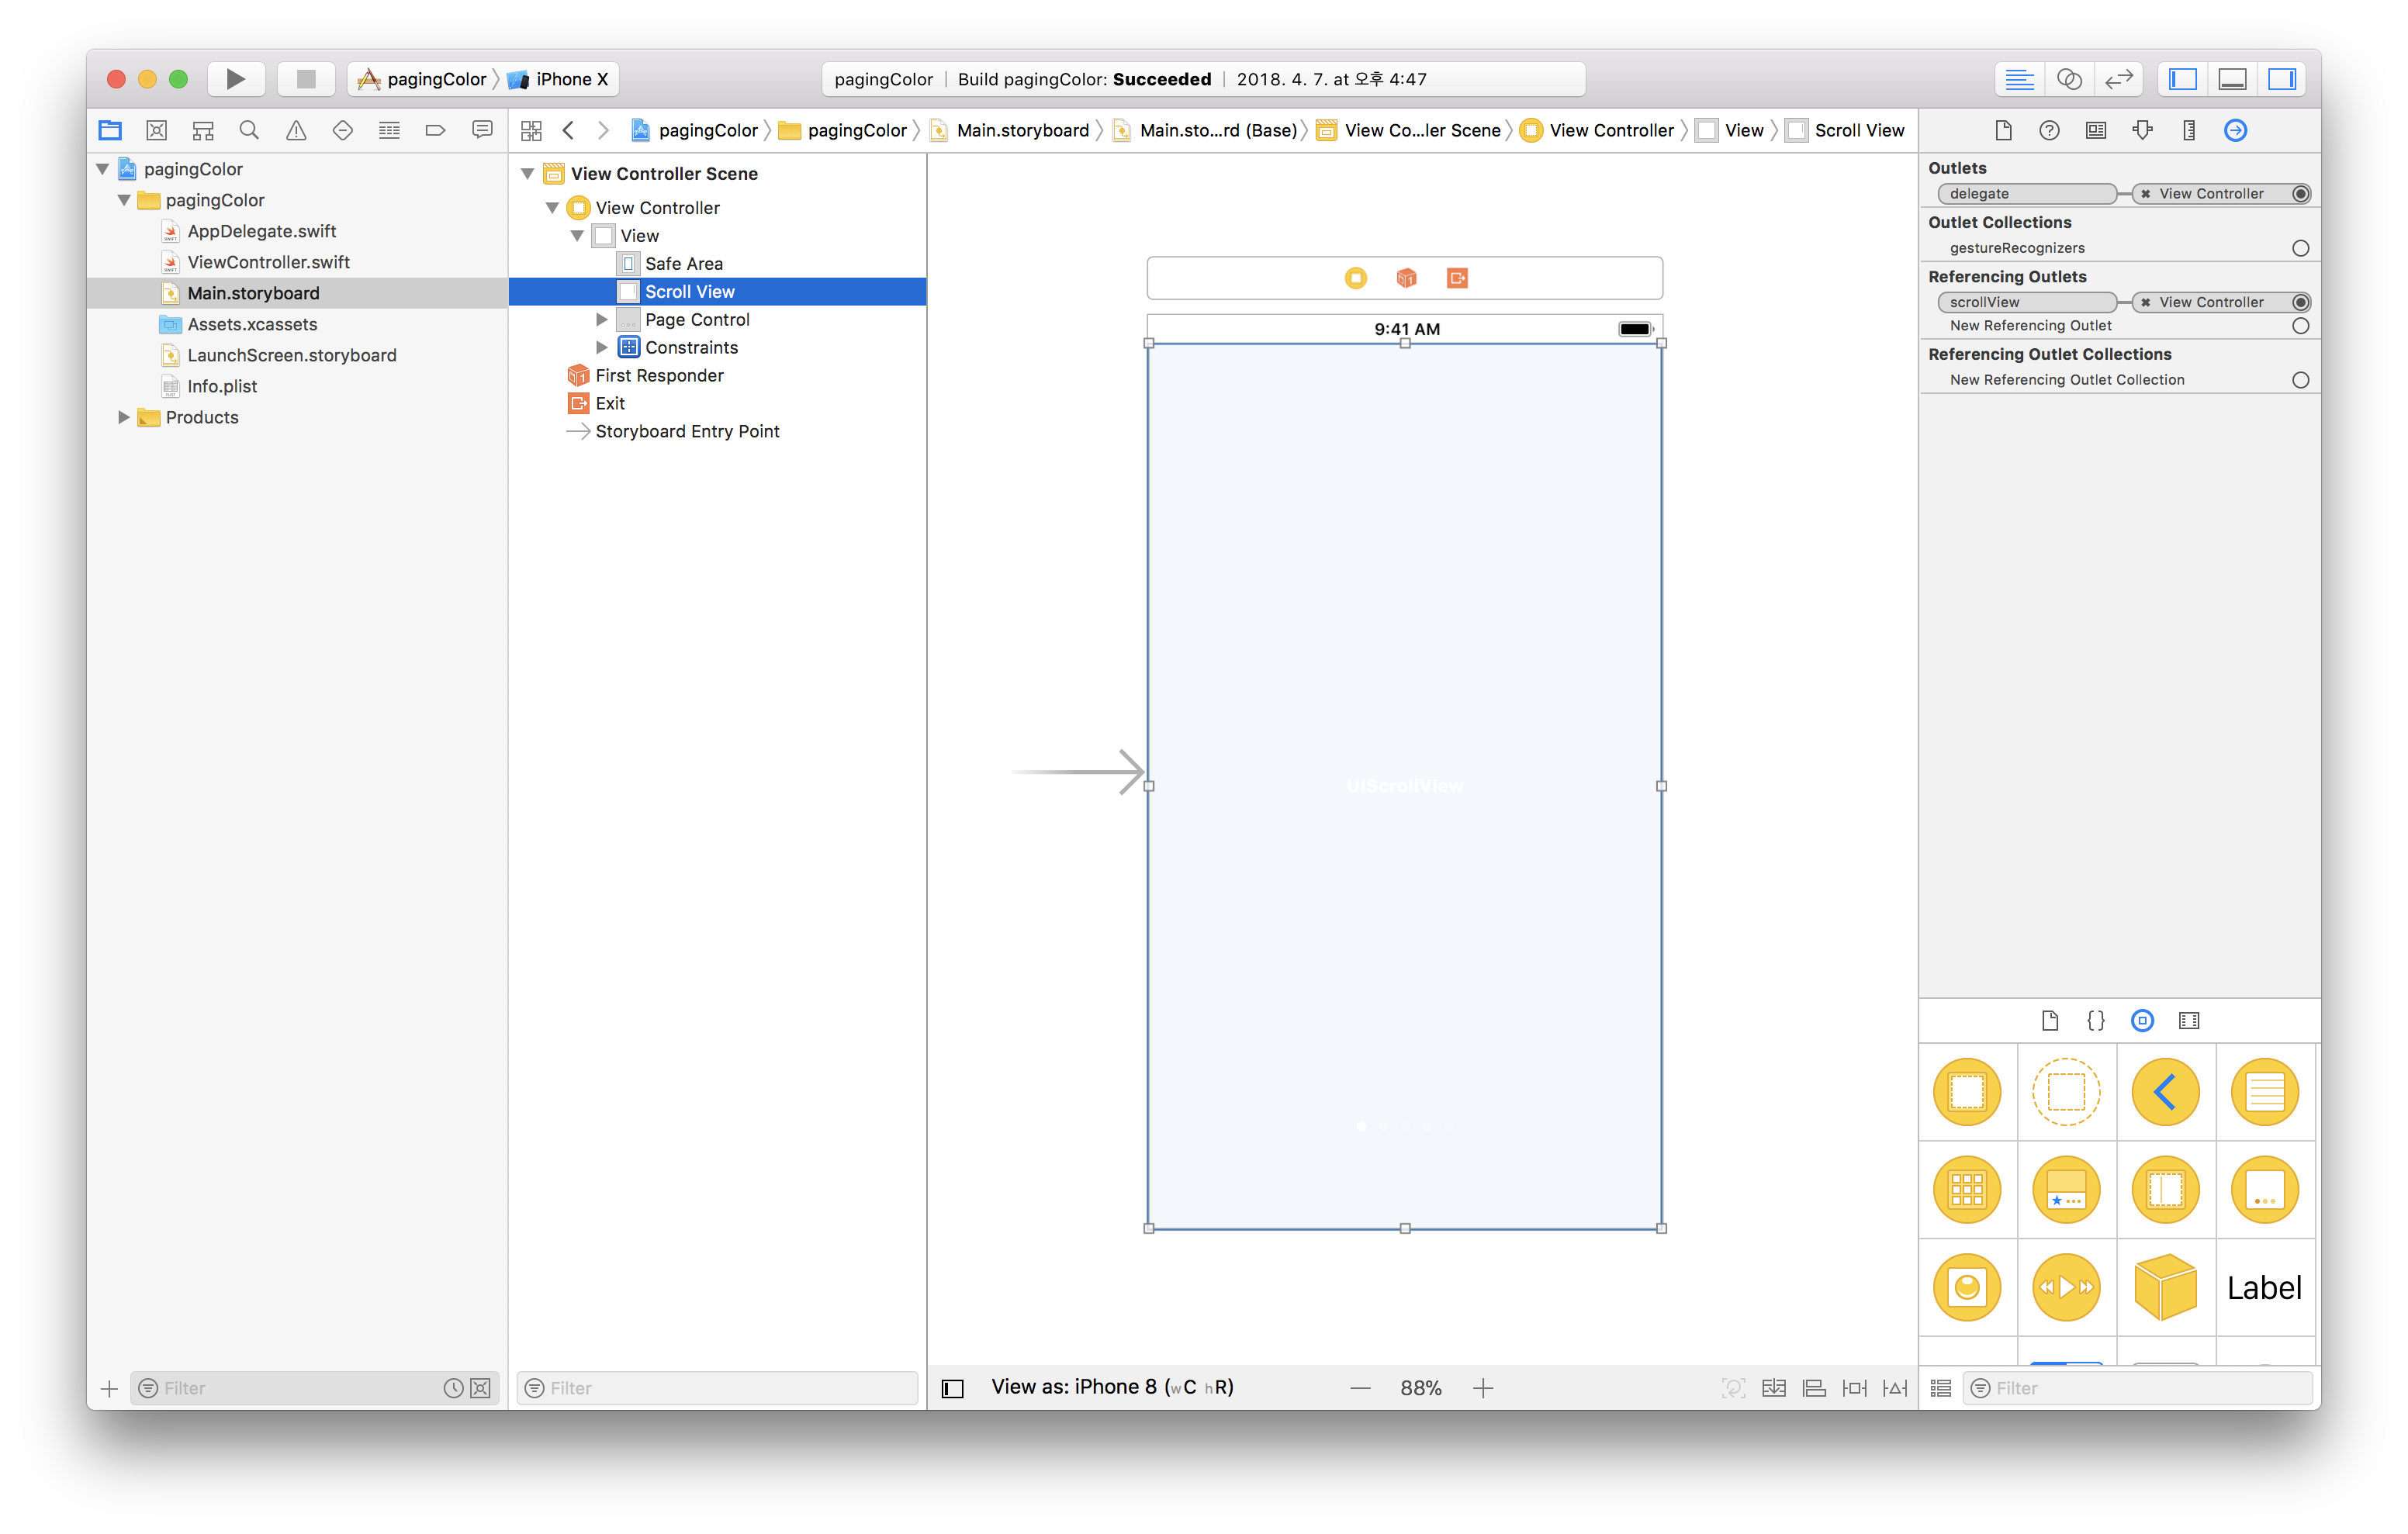 pagingColor iPhone X
pagingColor Build pagingColor: Succeeded 2018. 4. 7. at 오후 4:47
pagingColor pagingColor Main.storyboard Main.sto...rd (Base) View Co...ler Scene View Controller View Scroll View
pagingColor
pagingColor
AppDelegate.swift
ViewController.swift
Main.storyboard
Assets.xcassets
LaunchScreen.storyboard
Info.plist
Products
Filter
View Controller Scene
View Controller
View
Safe Area
Scroll View
Page Control
Constraints
First Responder
Exit
Storyboard Entry Point
Filter
9:41 AM
UIScrollView
View as: iPhone 8 (wC hR)
88%
Outlets
delegate View Controller
Outlet Collections
gestureRecognizers
Referencing Outlets
scrollView View Controller
New Referencing Outlet
Referencing Outlet Collections
New Referencing Outlet Collection
{}
Label
Filter